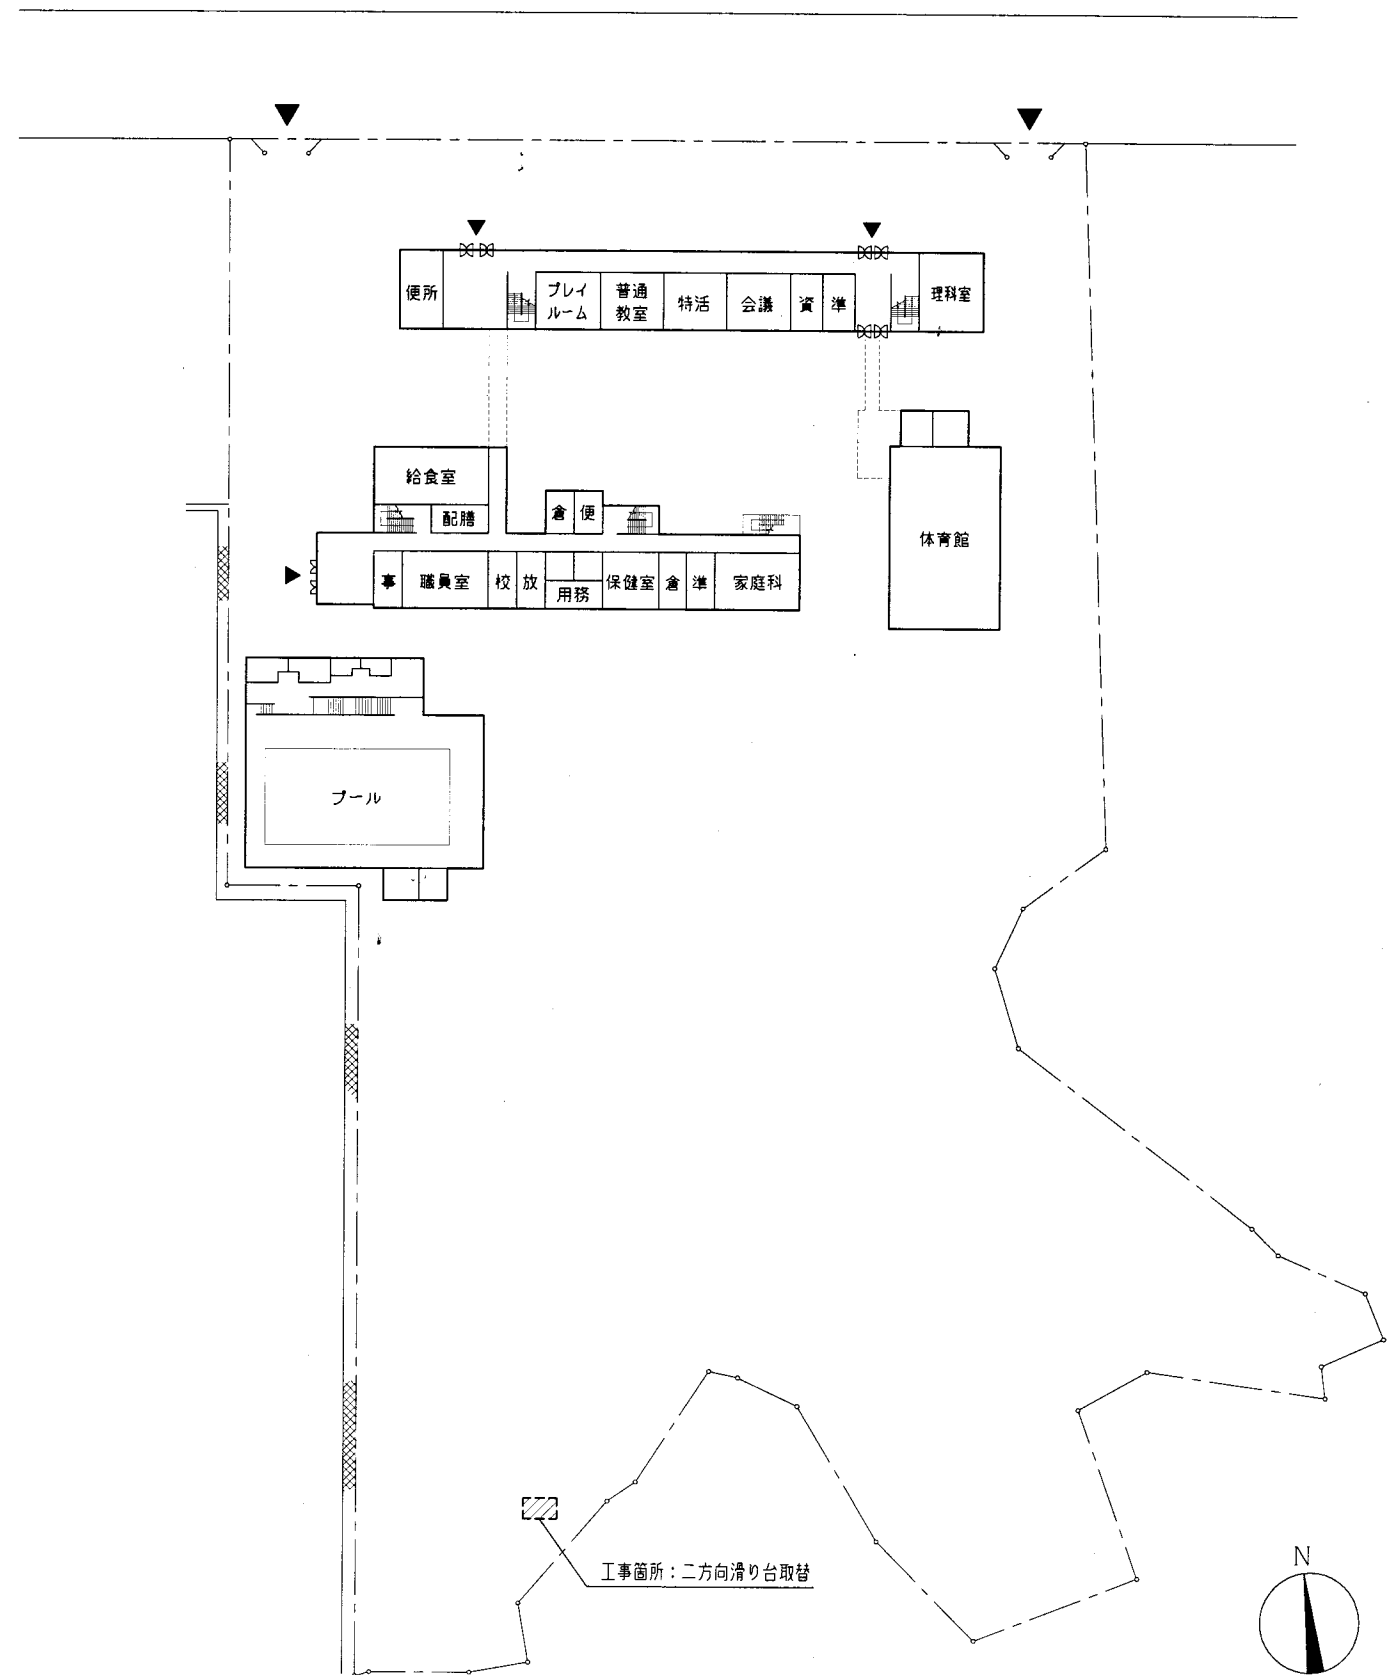 便所
プレイ
ルーム
普通
教室
特活
会議
資
準
理科室
給食室
配膳
倉
便
体育館
事
職員室
校
放
用務
保健室
倉
準
家庭科
プール
工事箇所：二方向滑り台取替
N